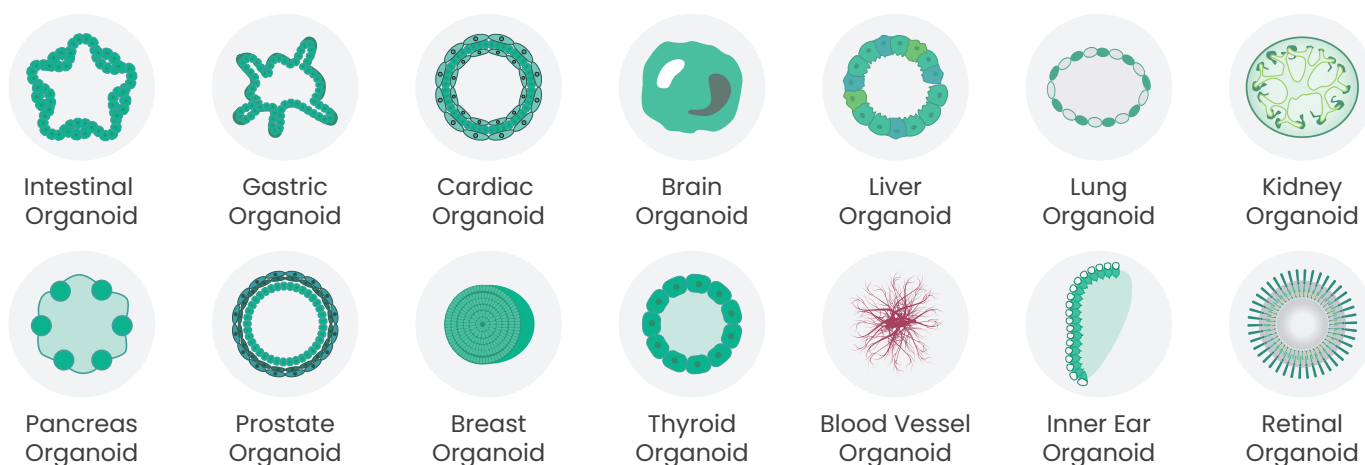 Intestinal
Organoid
Gastric
Organoid
Cardiac
Organoid
Brain
Organoid
Liver
Organoid
Lung
Organoid
Kidney
Organoid
Pancreas
Organoid
Prostate
Organoid
Breast
Organoid
Thyroid
Organoid
Blood Vessel
Organoid
Inner Ear
Organoid
Retinal
Organoid